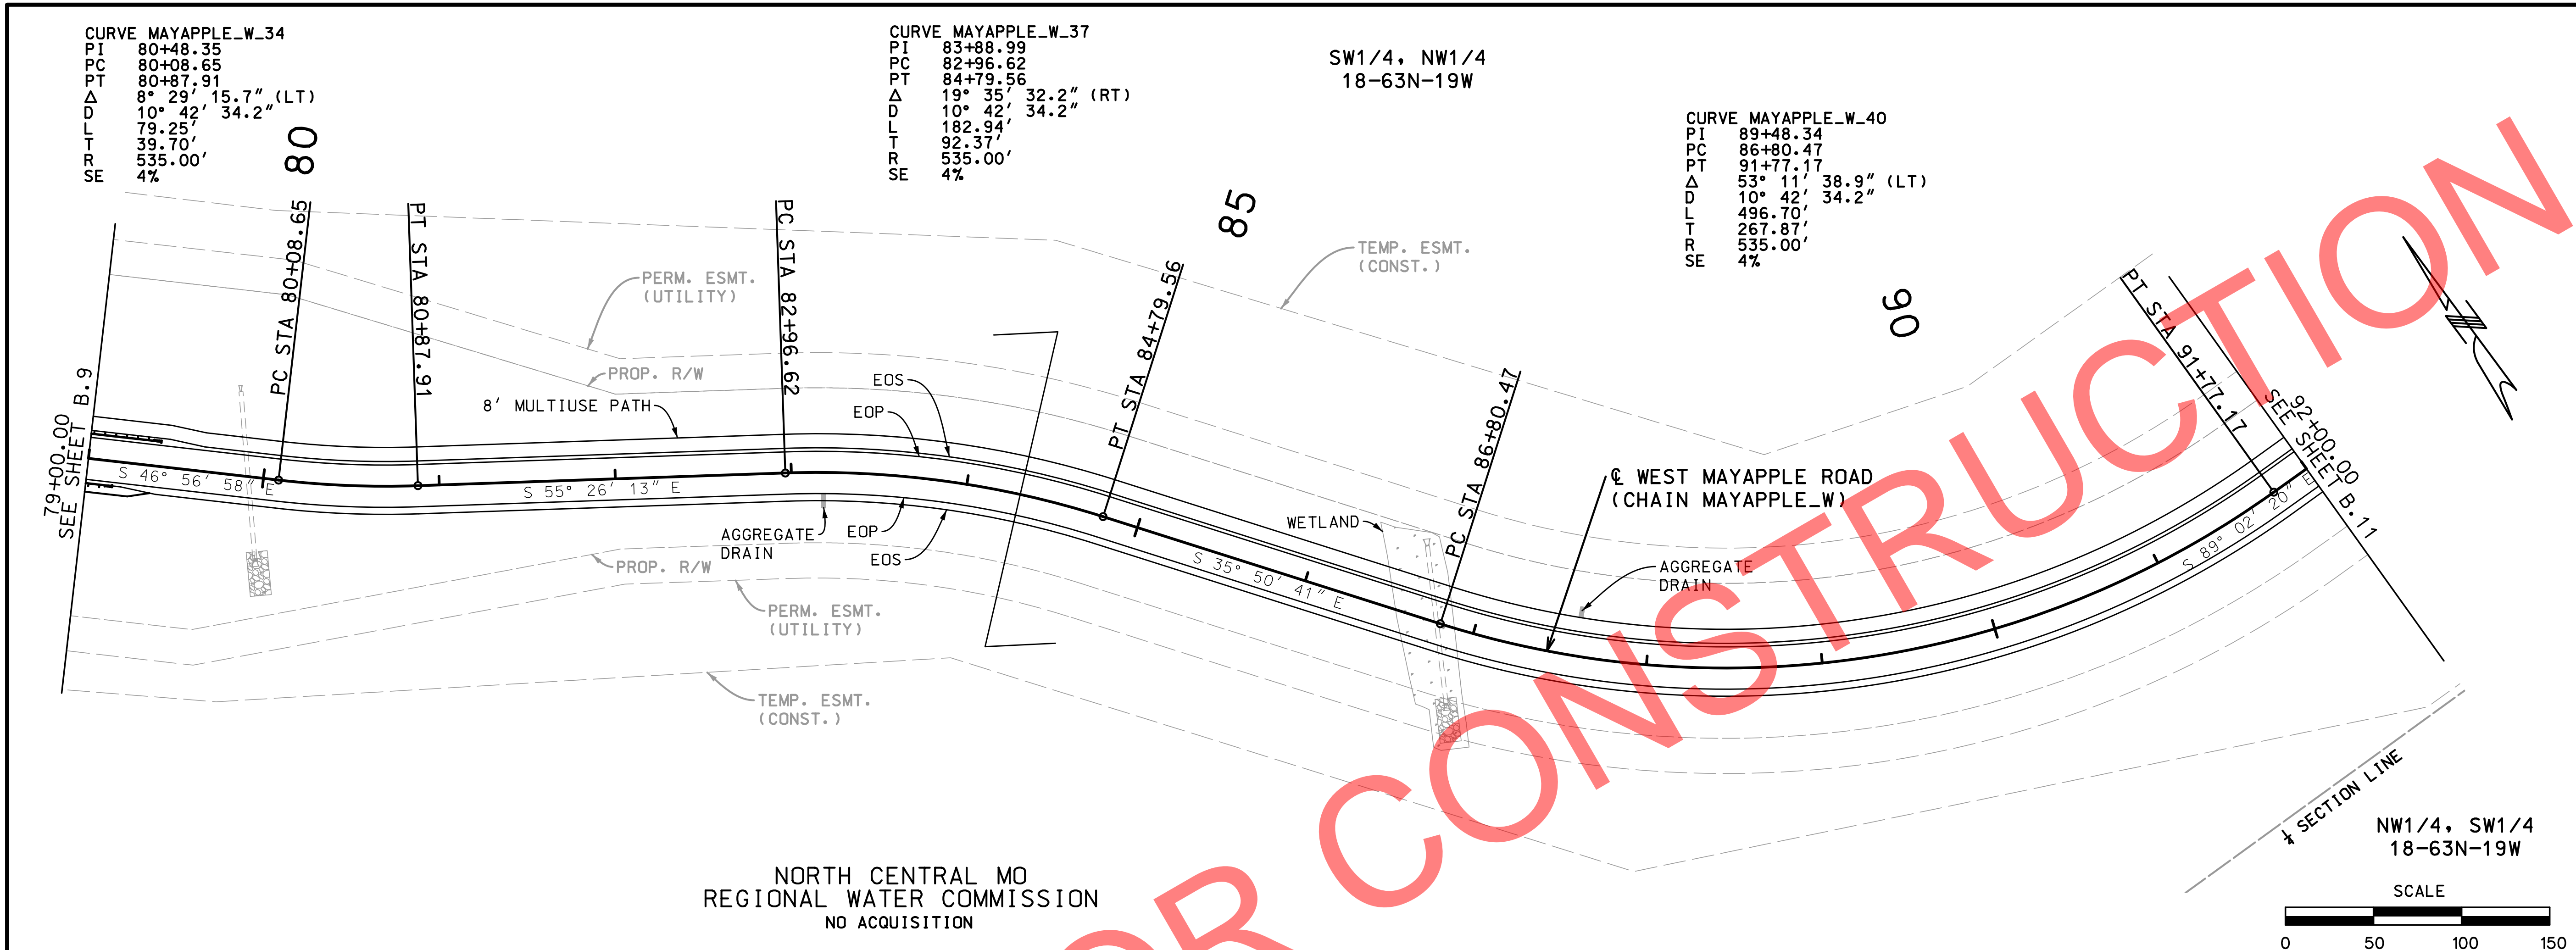 CURVE MAYAPPLE_W_34
PI 80+48.35
PC 80+08.65
PT 80+87.91
Δ 8° 29' 15.7" (LT)
D 10° 42' 34.2"
L 79.25'
T 39.70'
R 535.00'
SE 4%
CURVE MAYAPPLE_W_37
PI 83+88.99
PC 82+96.62
PT 84+79.56
Δ 19° 35' 32.2" (RT)
D 10° 42' 34.2"
L 182.94'
T 92.37'
R 535.00'
SE 4%
SW1/4, NW1/4
18-63N-19W
CURVE MAYAPPLE_W_40
PI 89+48.34
PC 86+80.47
PT 91+77.17
Δ 53° 11' 38.9" (LT)
D 10° 42' 34.2"
L 496.70'
T 267.87'
R 535.00'
SE 4%
80
85
90
79+00.00
SEE SHEET B.9
PC STA 80+08.65
PT STA 80+87.91
PC STA 82+96.62
PT STA 84+79.56
PC STA 86+80.47
PT STA 91+77.17
92+00.00
SEE SHEET B.11
PERM. ESMT.
(UTILITY)
TEMP. ESMT.
(CONST.)
PROP. R/W
8' MULTIUSE PATH
EOS
EOP
S 46° 56' 58" E
S 55° 26' 13" E
S 35° 50' 41" E
S 89° 02' 20" E
℄ WEST MAYAPPLE ROAD
(CHAIN MAYAPPLE_W)
WETLAND
AGGREGATE
DRAIN
EOP
EOS
AGGREGATE
DRAIN
PROP. R/W
PERM. ESMT.
(UTILITY)
TEMP. ESMT.
(CONST.)
¼ SECTION LINE
NW1/4, SW1/4
18-63N-19W
NORTH CENTRAL MO
REGIONAL WATER COMMISSION
NO ACQUISITION
SCALE
0 50 100 150
OR CONSTRUCTION